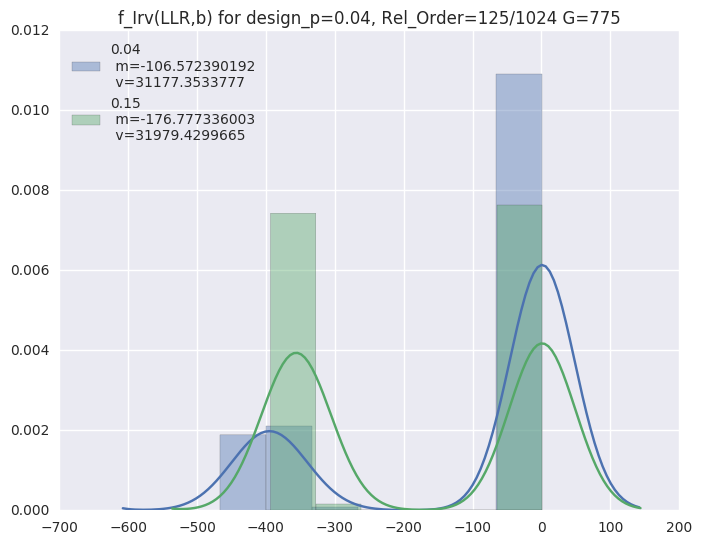 f_Irv(LLR,b) for design_p=0.04, Rel_Order=125/1024 G=775
0.04
m=-106.572390192
v=31177.3533777
0.15
m=-176.777336003
v=31979.4299665
0.012
0.010
0.008
0.006
0.004
0.002
0.000
−700 −600 −500 −400 −300 −200 −100 0 100 200